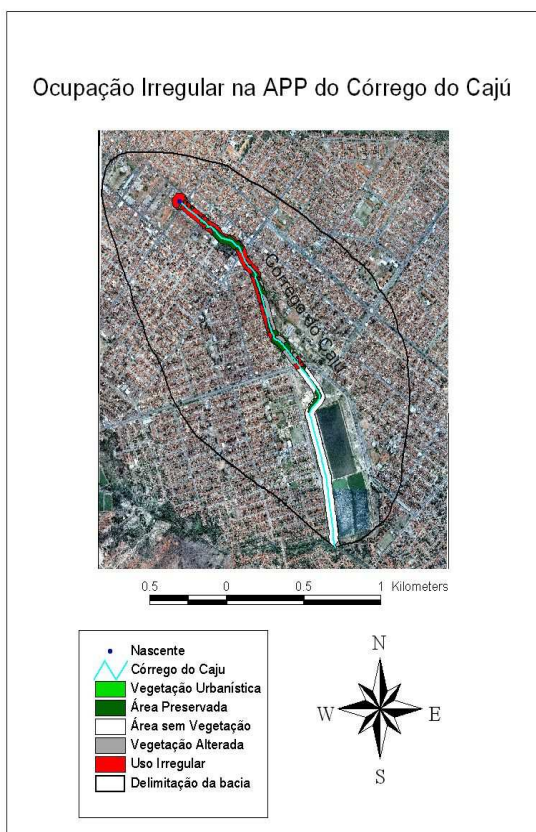 Ocupação Irregular na APP do Córrego do Cajú
Córrego do Cajú
0.5 0 0.5 1 Kilometers
Nascente
Córrego do Caju
Vegetação Urbanística
Área Preservada
Área sem Vegetação
Vegetação Alterada
Uso Irregular
Delimitação da bacia
N
W E
S